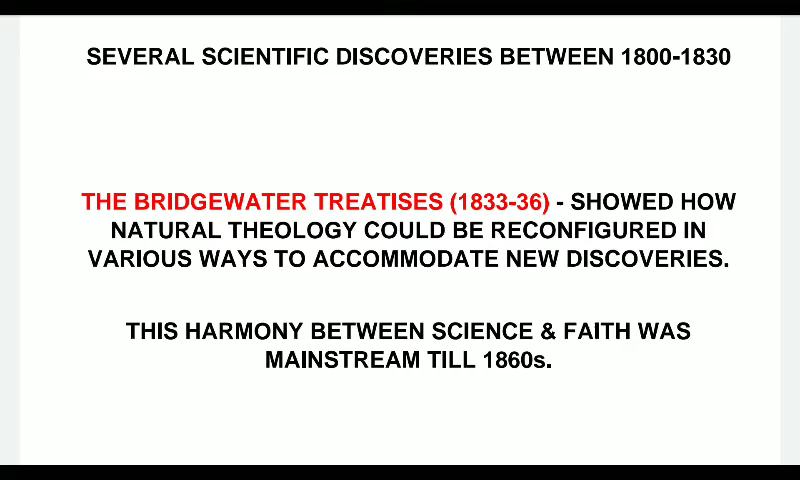 SEVERAL SCIENTIFIC DISCOVERIES BETWEEN 1800-1830
THE BRIDGEWATER TREATISES (1833-36) - SHOWED HOW
NATURAL THEOLOGY COULD BE RECONFIGURED IN
VARIOUS WAYS TO ACCOMMODATE NEW DISCOVERIES.
THIS HARMONY BETWEEN SCIENCE & FAITH WAS
MAINSTREAM TILL 1860s.